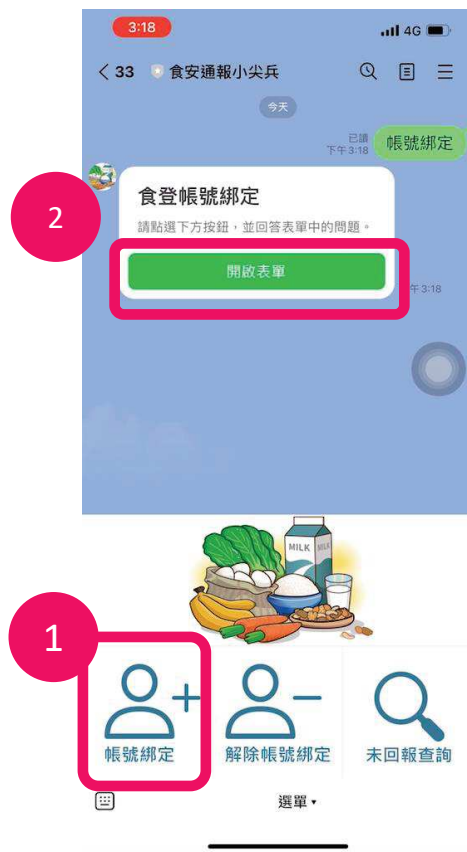 3:18
4G
33 食安通報小尖兵
今天
已讀
下午 3:18
帳號綁定
食登帳號綁定
請點選下方按鈕，並回答表單中的問題。
2
開啟表單
午 3:18
MILK
1
帳號綁定
解除帳號綁定
未回報查詢
選單